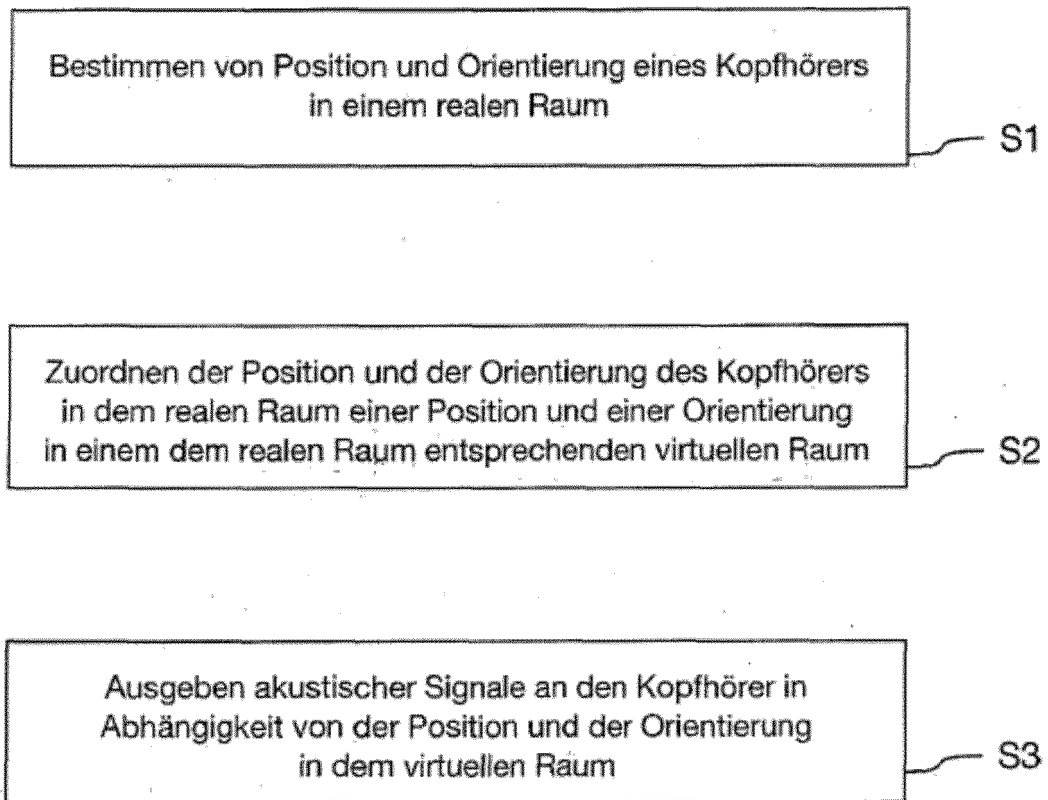 Bestimmen von Position und Orientierung eines Kopfhörers
in einem realen Raum
S1
Zuordnen der Position und der Orientierung des Kopfhörers
in dem realen Raum einer Position und einer Orientierung
in einem dem realen Raum entsprechenden virtuellen Raum
S2
Ausgeben akustischer Signale an den Kopfhörer in
Abhängigkeit von der Position und der Orientierung
in dem virtuellen Raum
S3